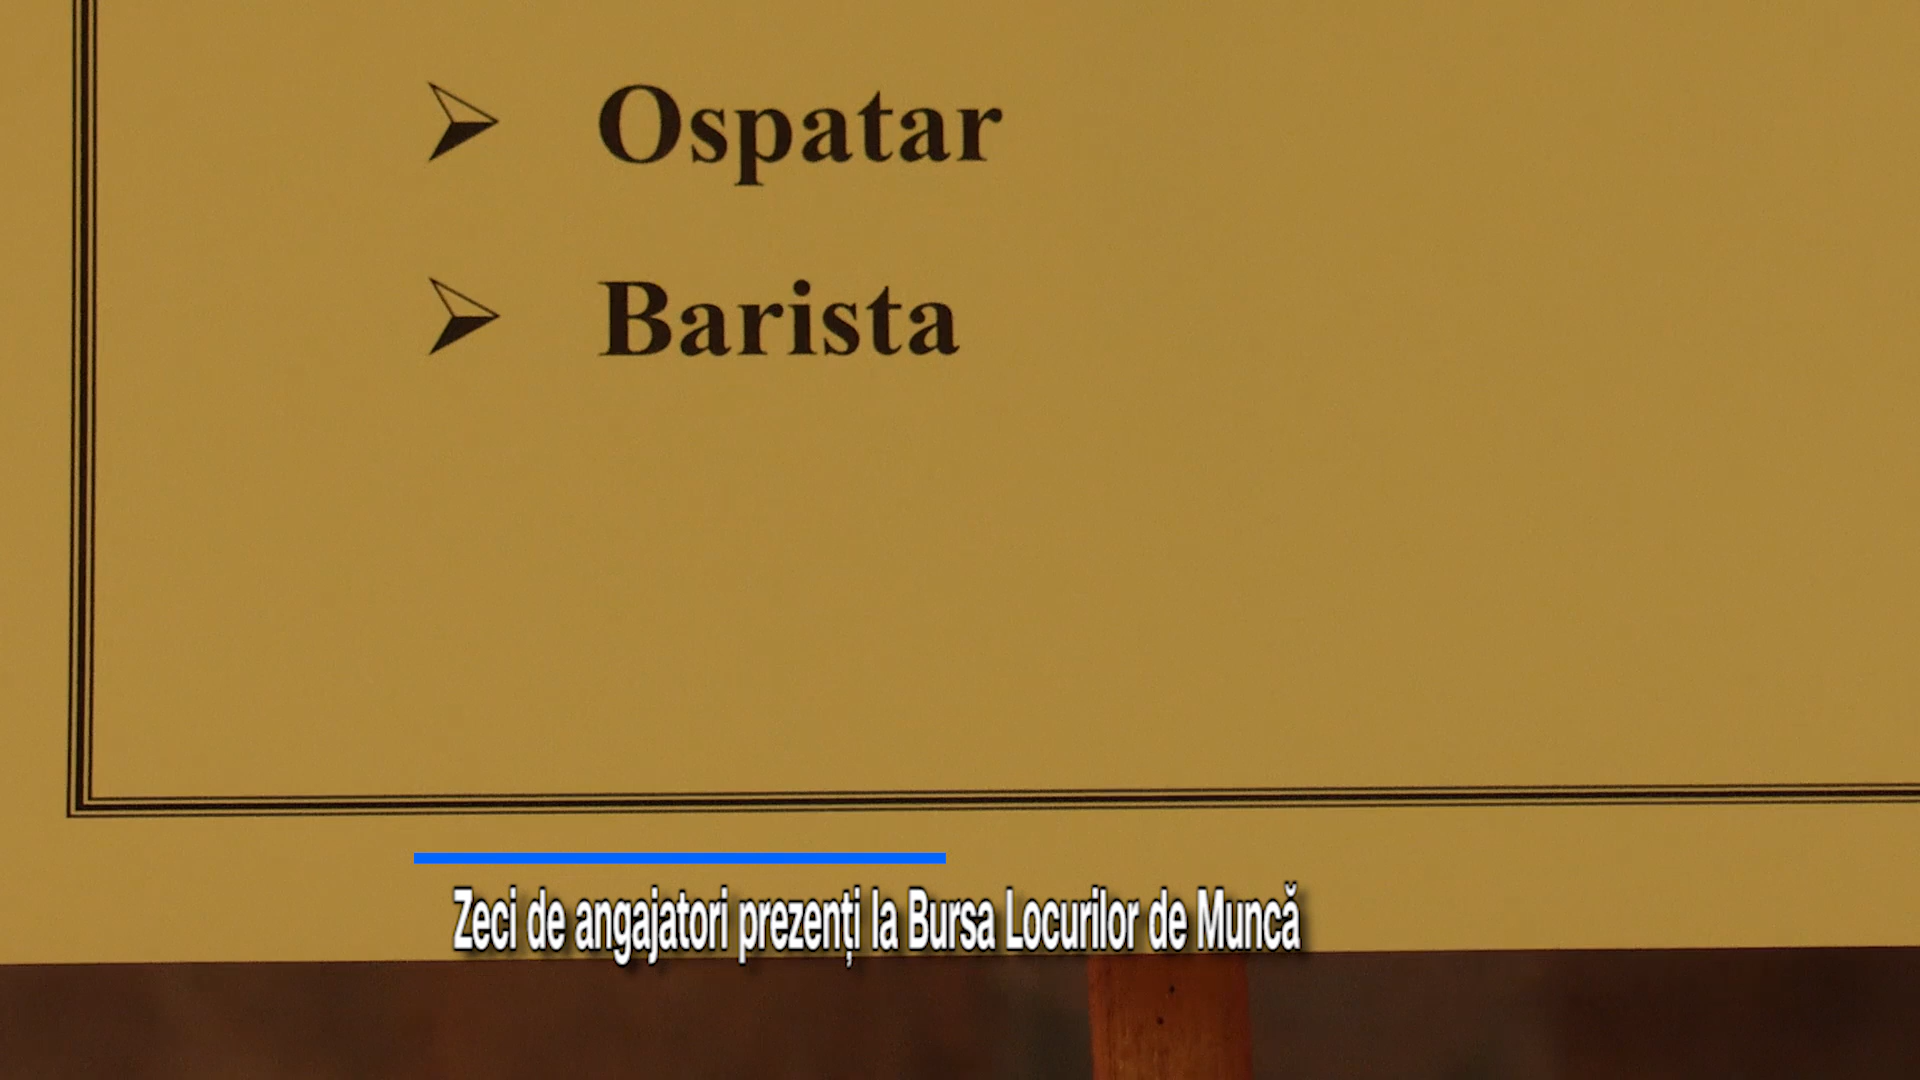 Ospatar
Barista
Zeci de angajatori prezenți la Bursa Locurilor de Muncă